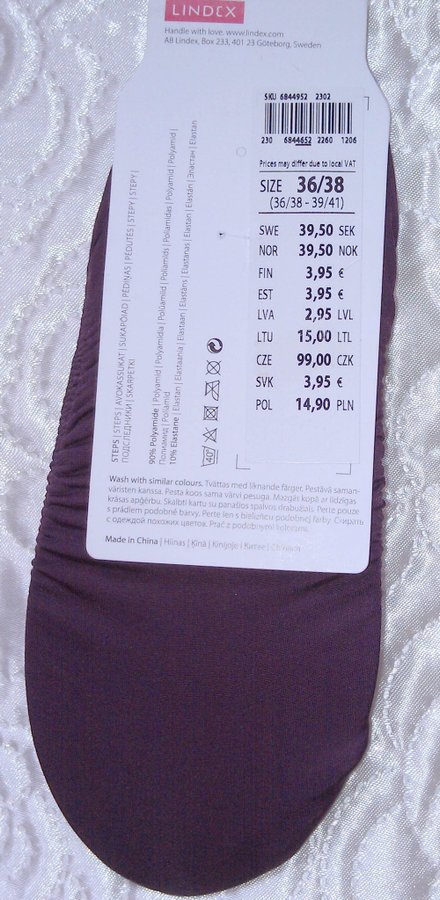 LINDEX
Handle with love. www.lindex.com
AB Lindex, Box 233, 401 23 Göteborg, Sweden
SKU 6844952 2302
230 6844652 2260 1206
Prices may differ due to local VAT
SIZE 36/38
(36/38 - 39/41)
SWE 39,50 SEK
NOR 39,50 NOK
FIN 3,95 €
EST 3,95 €
LVA 2,95 LVL
LTU 15,00 LTL
CZE 99,00 CZK
SVK 3,95 €
POL 14,90 PLN
STEPS | STEPS | AVOKASSUKAT | SUKAPÕIAD | PĒDIŅAS | PĖDUTĖS | STEPY | STEPY |
ПОДСЛЕДНИКИ | SKARPETKI
90% Polyamide | Polyamid | Polyamidia | Polüamiid | Poliamīds | Poliamidas | Polyamid | Polyamid |
Полиамид | Poliamid
10% Elastane | Elastan | Elastaania | Elastaan | Elastāns | Elastanas | Elastan | Elastán | Эластан | Elastan
40°
Wash with similar colours. Tvättas med liknande färger. Pestävä saman-
väristen kanssa. Pesta koos sama värvi pesuga. Mazgāt kopā ar līdzīgas
krāsas apģērbu. Skalbti kartu su panašios spalvos drabužiais. Perte pouze
s prádlem podobné barvy. Perte len s bielizňou podobnej farby. Стирать
с одеждой похожих цветов. Prać z podobnymi kolorami.
Made in China | Hiinas | Ķīnā | Kinijoje | Китае | Chinach